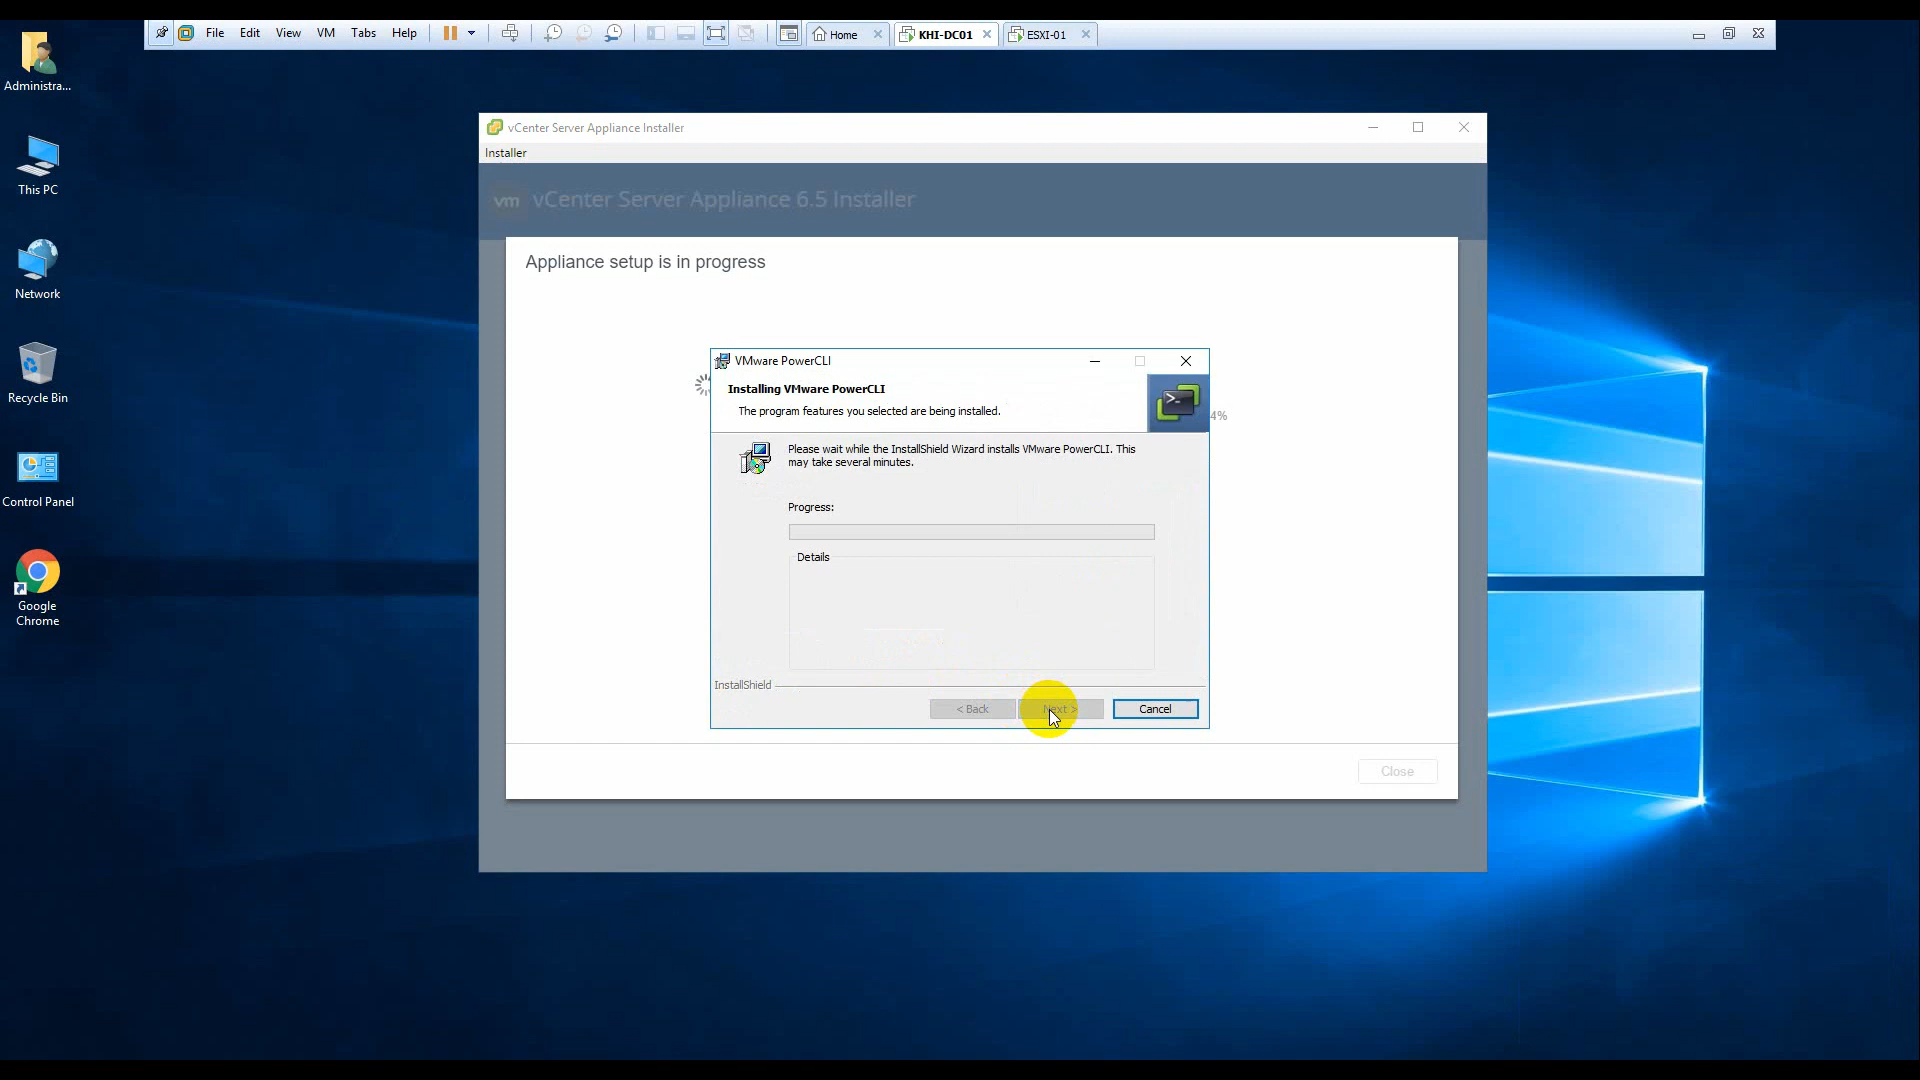 File Edit View VM Tabs Help Home KHI-DC01 ESXI-01
Administra...
This PC
Network
Recycle Bin
Control Panel
Google
Chrome
vCenter Server Appliance Installer
Installer
vm vCenter Server Appliance 6.5 Installer
Appliance setup is in progress
4%
VMware PowerCLI
Installing VMware PowerCLI
The program features you selected are being installed.
Please wait while the InstallShield Wizard installs VMware PowerCLI. This
may take several minutes.
Progress:
Details
InstallShield
< Back Next > Cancel
Close